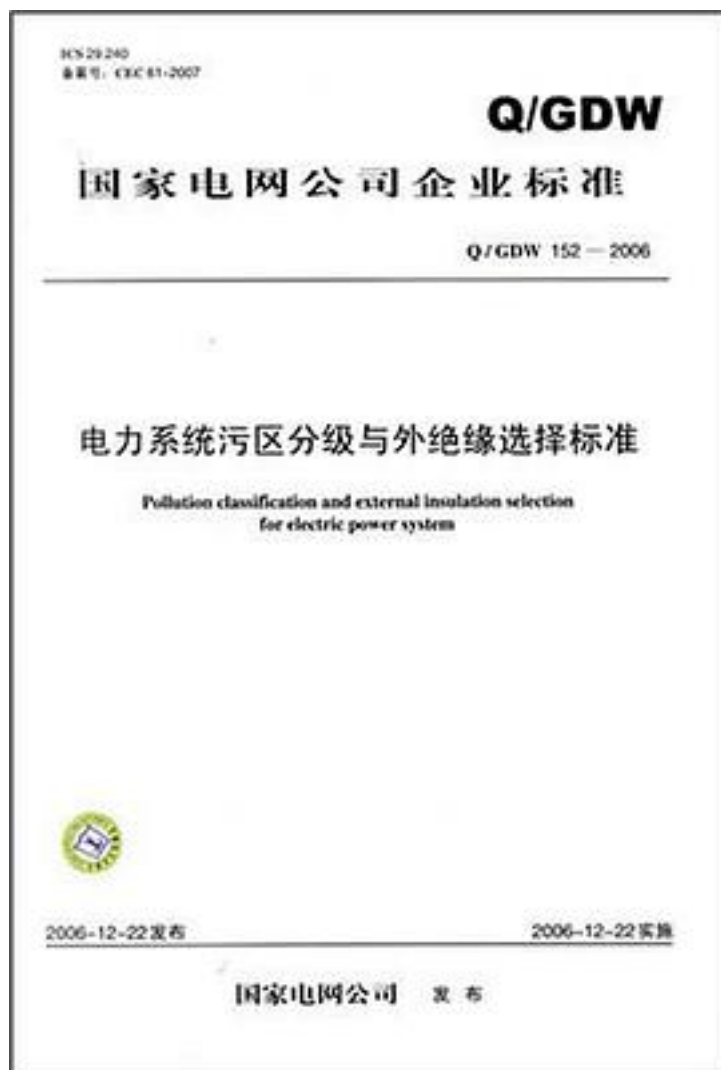 ICS 29.240
备案号：CEC 61-2007
Q/GDW
国家电网公司企业标准
Q/GDW 152—2006
电力系统污区分级与外绝缘选择标准
Pollution classification and external insulation selection
for electric power system
2006-12-22发布
2006-12-22实施
国家电网公司 发布